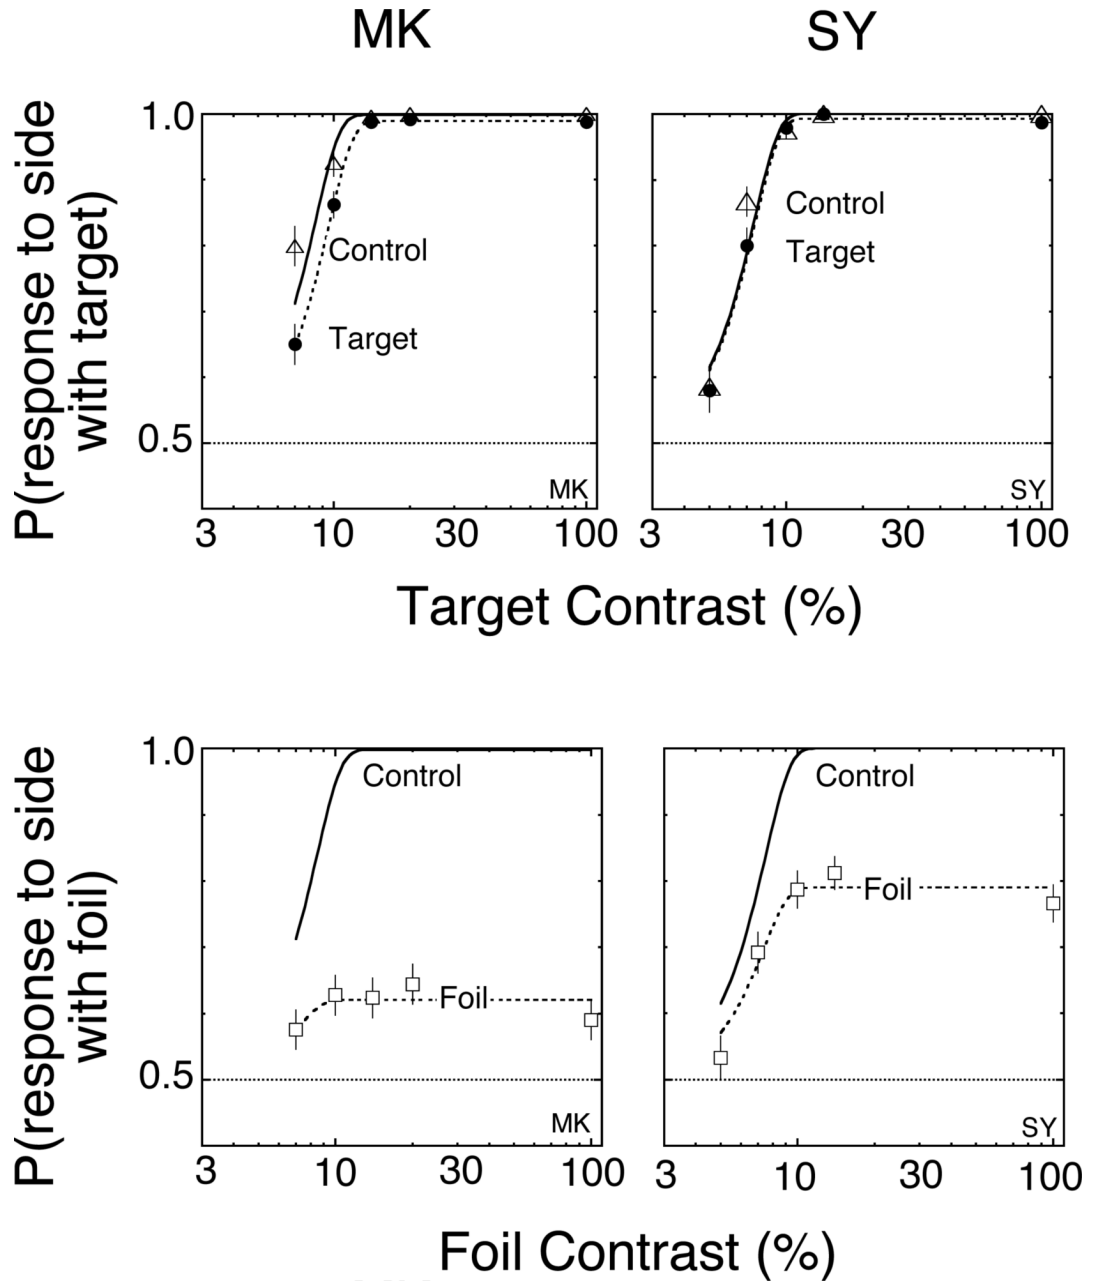 MK
SY
P(response to side
with target)
1.0
0.5
Control
Target
MK
3 10 30 100
Control
Target
SY
3 10 30 100
Target Contrast (%)
P(response to side
with foil)
1.0
0.5
Control
Foil
MK
3 10 30 100
Control
Foil
SY
3 10 30 100
Foil Contrast (%)